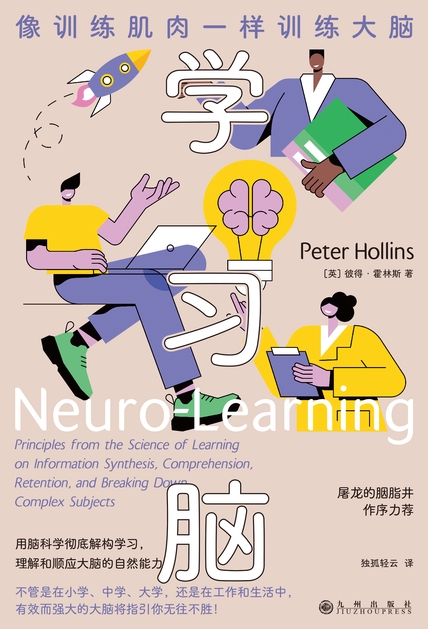 像训练肌肉一样训练大脑
学
习
脑
Peter Hollins
[英] 彼得·霍林斯 著
Neuro-Learning
Principles from the Science of Learning
on Information Synthesis, Comprehension,
Retention, and Breaking Down
Complex Subjects
屠龙的胭脂井
作序力荐
用脑科学彻底解构学习，
理解和顺应大脑的自然能力
独孤轻云 译
不管是在小学、中学、大学，还是在工作和生活中，
有效而强大的大脑将指引你无往不胜！
九州出版社
JIUZHOUPRESS